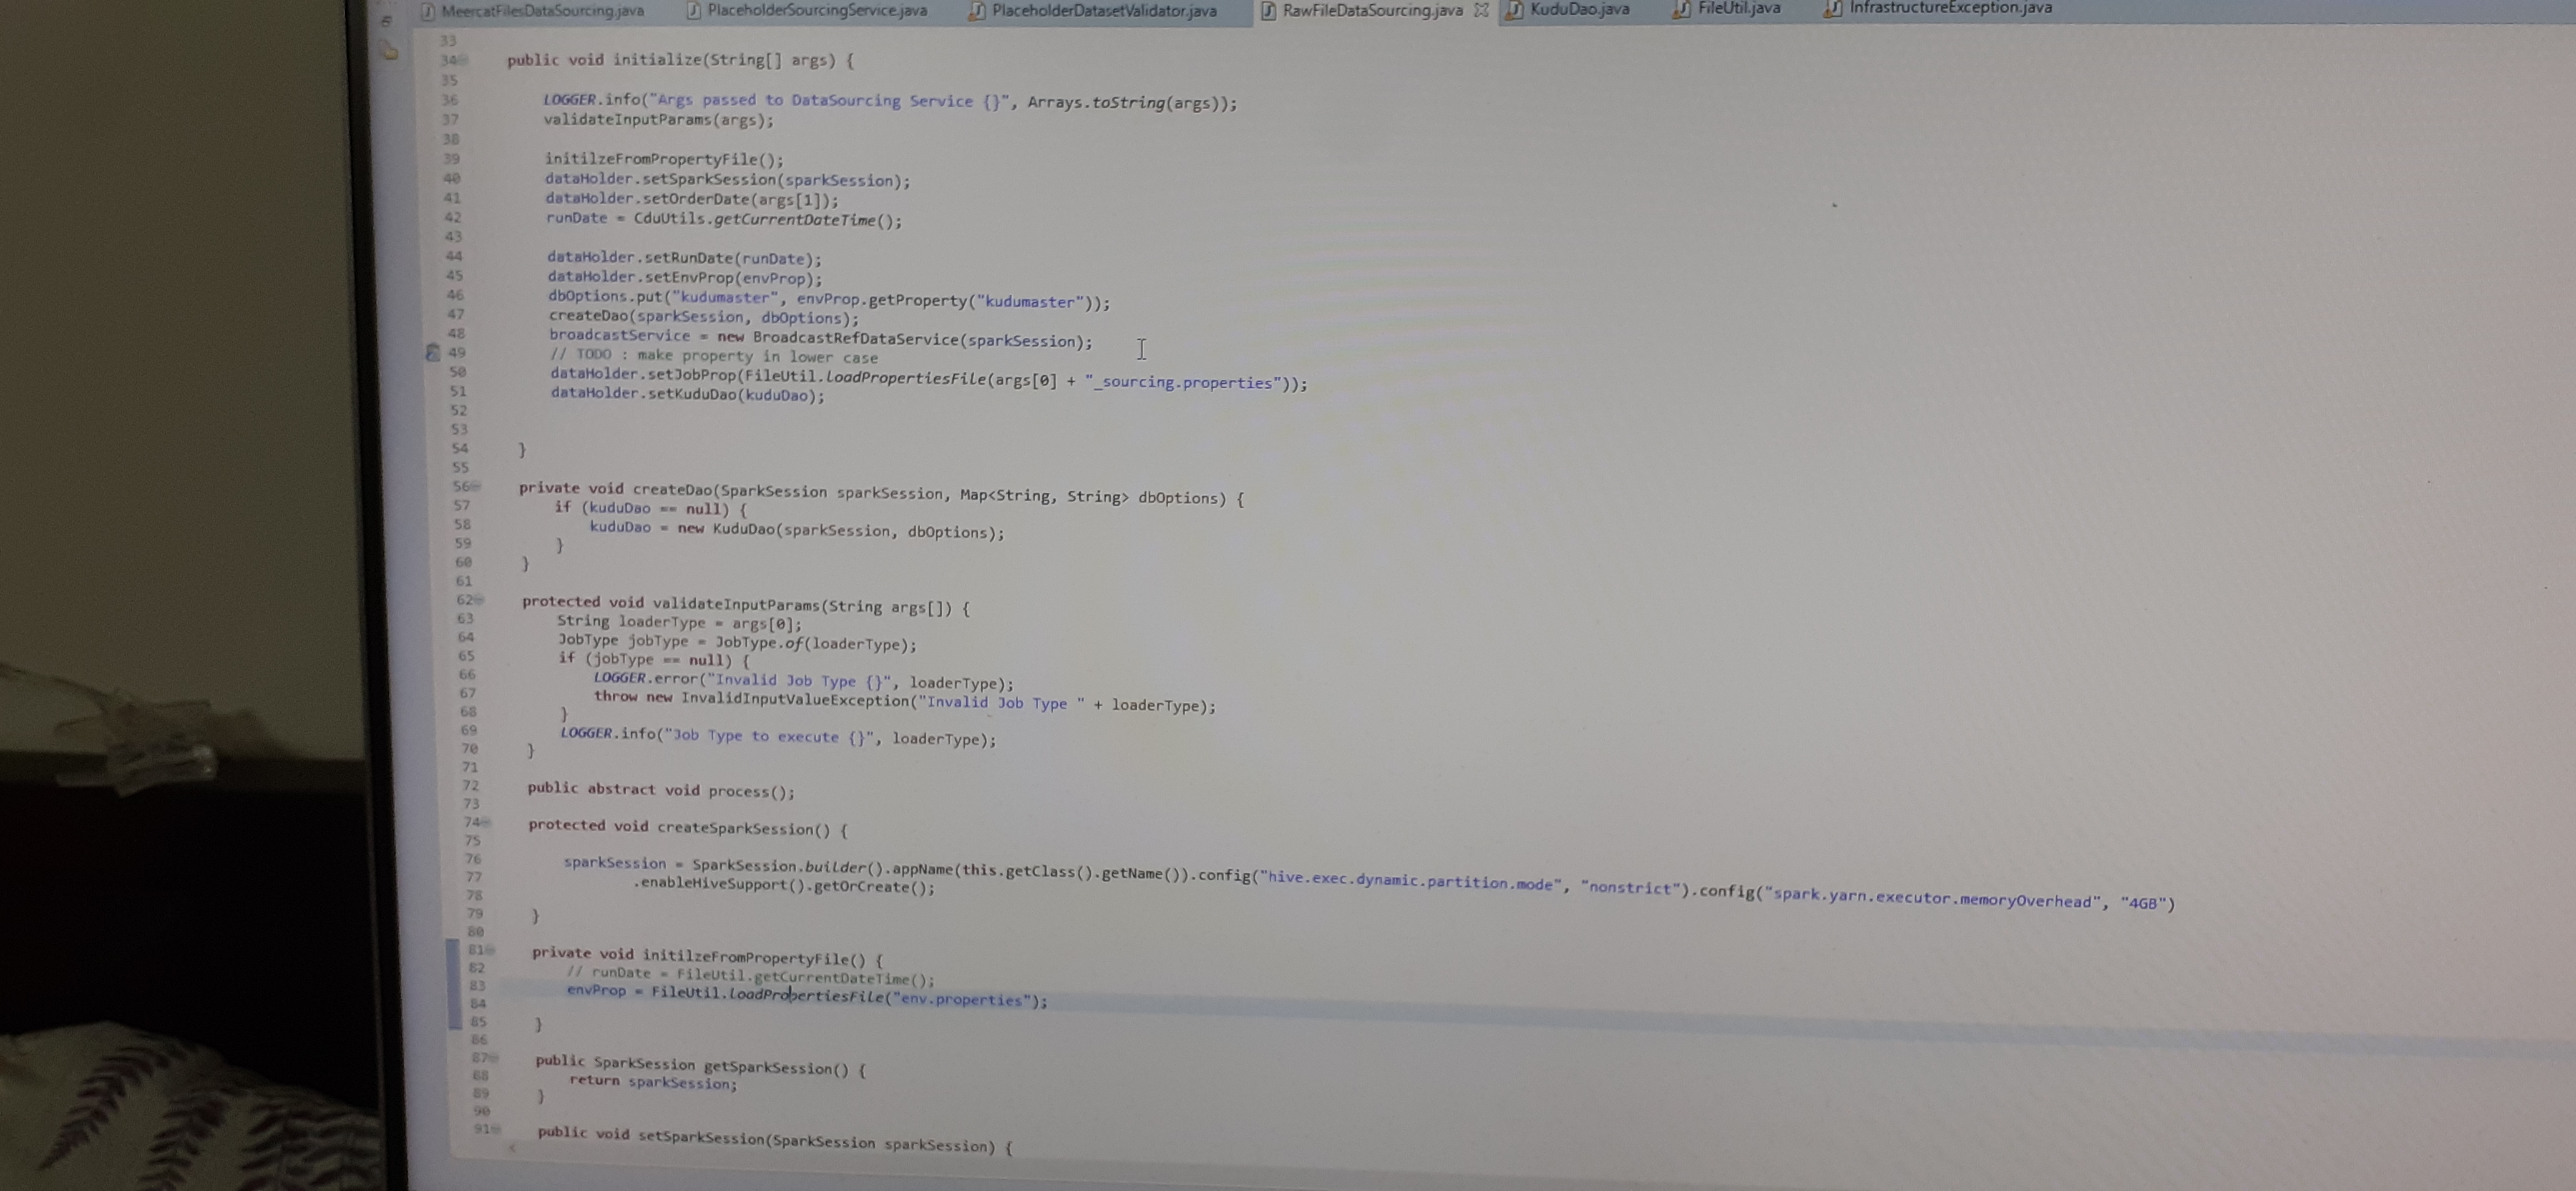 MeercatFilesDataSourcing.java PlaceholderSourcingService.java PlaceholderDatasetValidator.java RawFileDataSourcing.java KuduDao.java FileUtil.java InfrastructureException.java
33
34 public void initialize(String[] args) {
35
36 LOGGER.info("Args passed to DataSourcing Service {}", Arrays.toString(args));
37 validateInputParams(args);
38
39 initilzeFromPropertyFile();
40 dataHolder.setSparkSession(sparkSession);
41 dataHolder.setOrderDate(args[1]);
42 runDate = CduUtils.getCurrentDateTime();
43
44 dataHolder.setRunDate(runDate);
45 dataHolder.setEnvProp(envProp);
46 dbOptions.put("kudumaster", envProp.getProperty("kudumaster"));
47 createDao(sparkSession, dbOptions);
48 broadcastService = new BroadcastRefDataService(sparkSession);
49 // TODO : make property in lower case
50 dataHolder.setJobProp(FileUtil.loadPropertiesFile(args[0] + "_sourcing.properties"));
51 dataHolder.setKuduDao(kuduDao);
52
53
54 }
55
56 private void createDao(SparkSession sparkSession, Map<String, String> dbOptions) {
57 if (kuduDao == null) {
58 kuduDao = new KuduDao(sparkSession, dbOptions);
59 }
60 }
61
62 protected void validateInputParams(String args[]) {
63 String loaderType = args[0];
64 JobType jobType = JobType.of(loaderType);
65 if (jobType == null) {
66 LOGGER.error("Invalid Job Type {}", loaderType);
67 throw new InvalidInputValueException("Invalid Job Type " + loaderType);
68 }
69 LOGGER.info("Job Type to execute {}", loaderType);
70 }
71
72 public abstract void process();
73
74 protected void createSparkSession() {
75
76 sparkSession = SparkSession.builder().appName(this.getClass().getName()).config("hive.exec.dynamic.partition.mode", "nonstrict").config("spark.yarn.executor.memoryOverhead", "4GB")
77 .enableHiveSupport().getOrCreate();
78
79 }
80
81 private void initilzeFromPropertyFile() {
82 // runDate = FileUtil.getCurrentDateTime();
83 envProp = FileUtil.loadPropertiesFile("env.properties");
84
85 }
86
87 public SparkSession getSparkSession() {
88 return sparkSession;
89 }
90
91 public void setSparkSession(SparkSession sparkSession) {